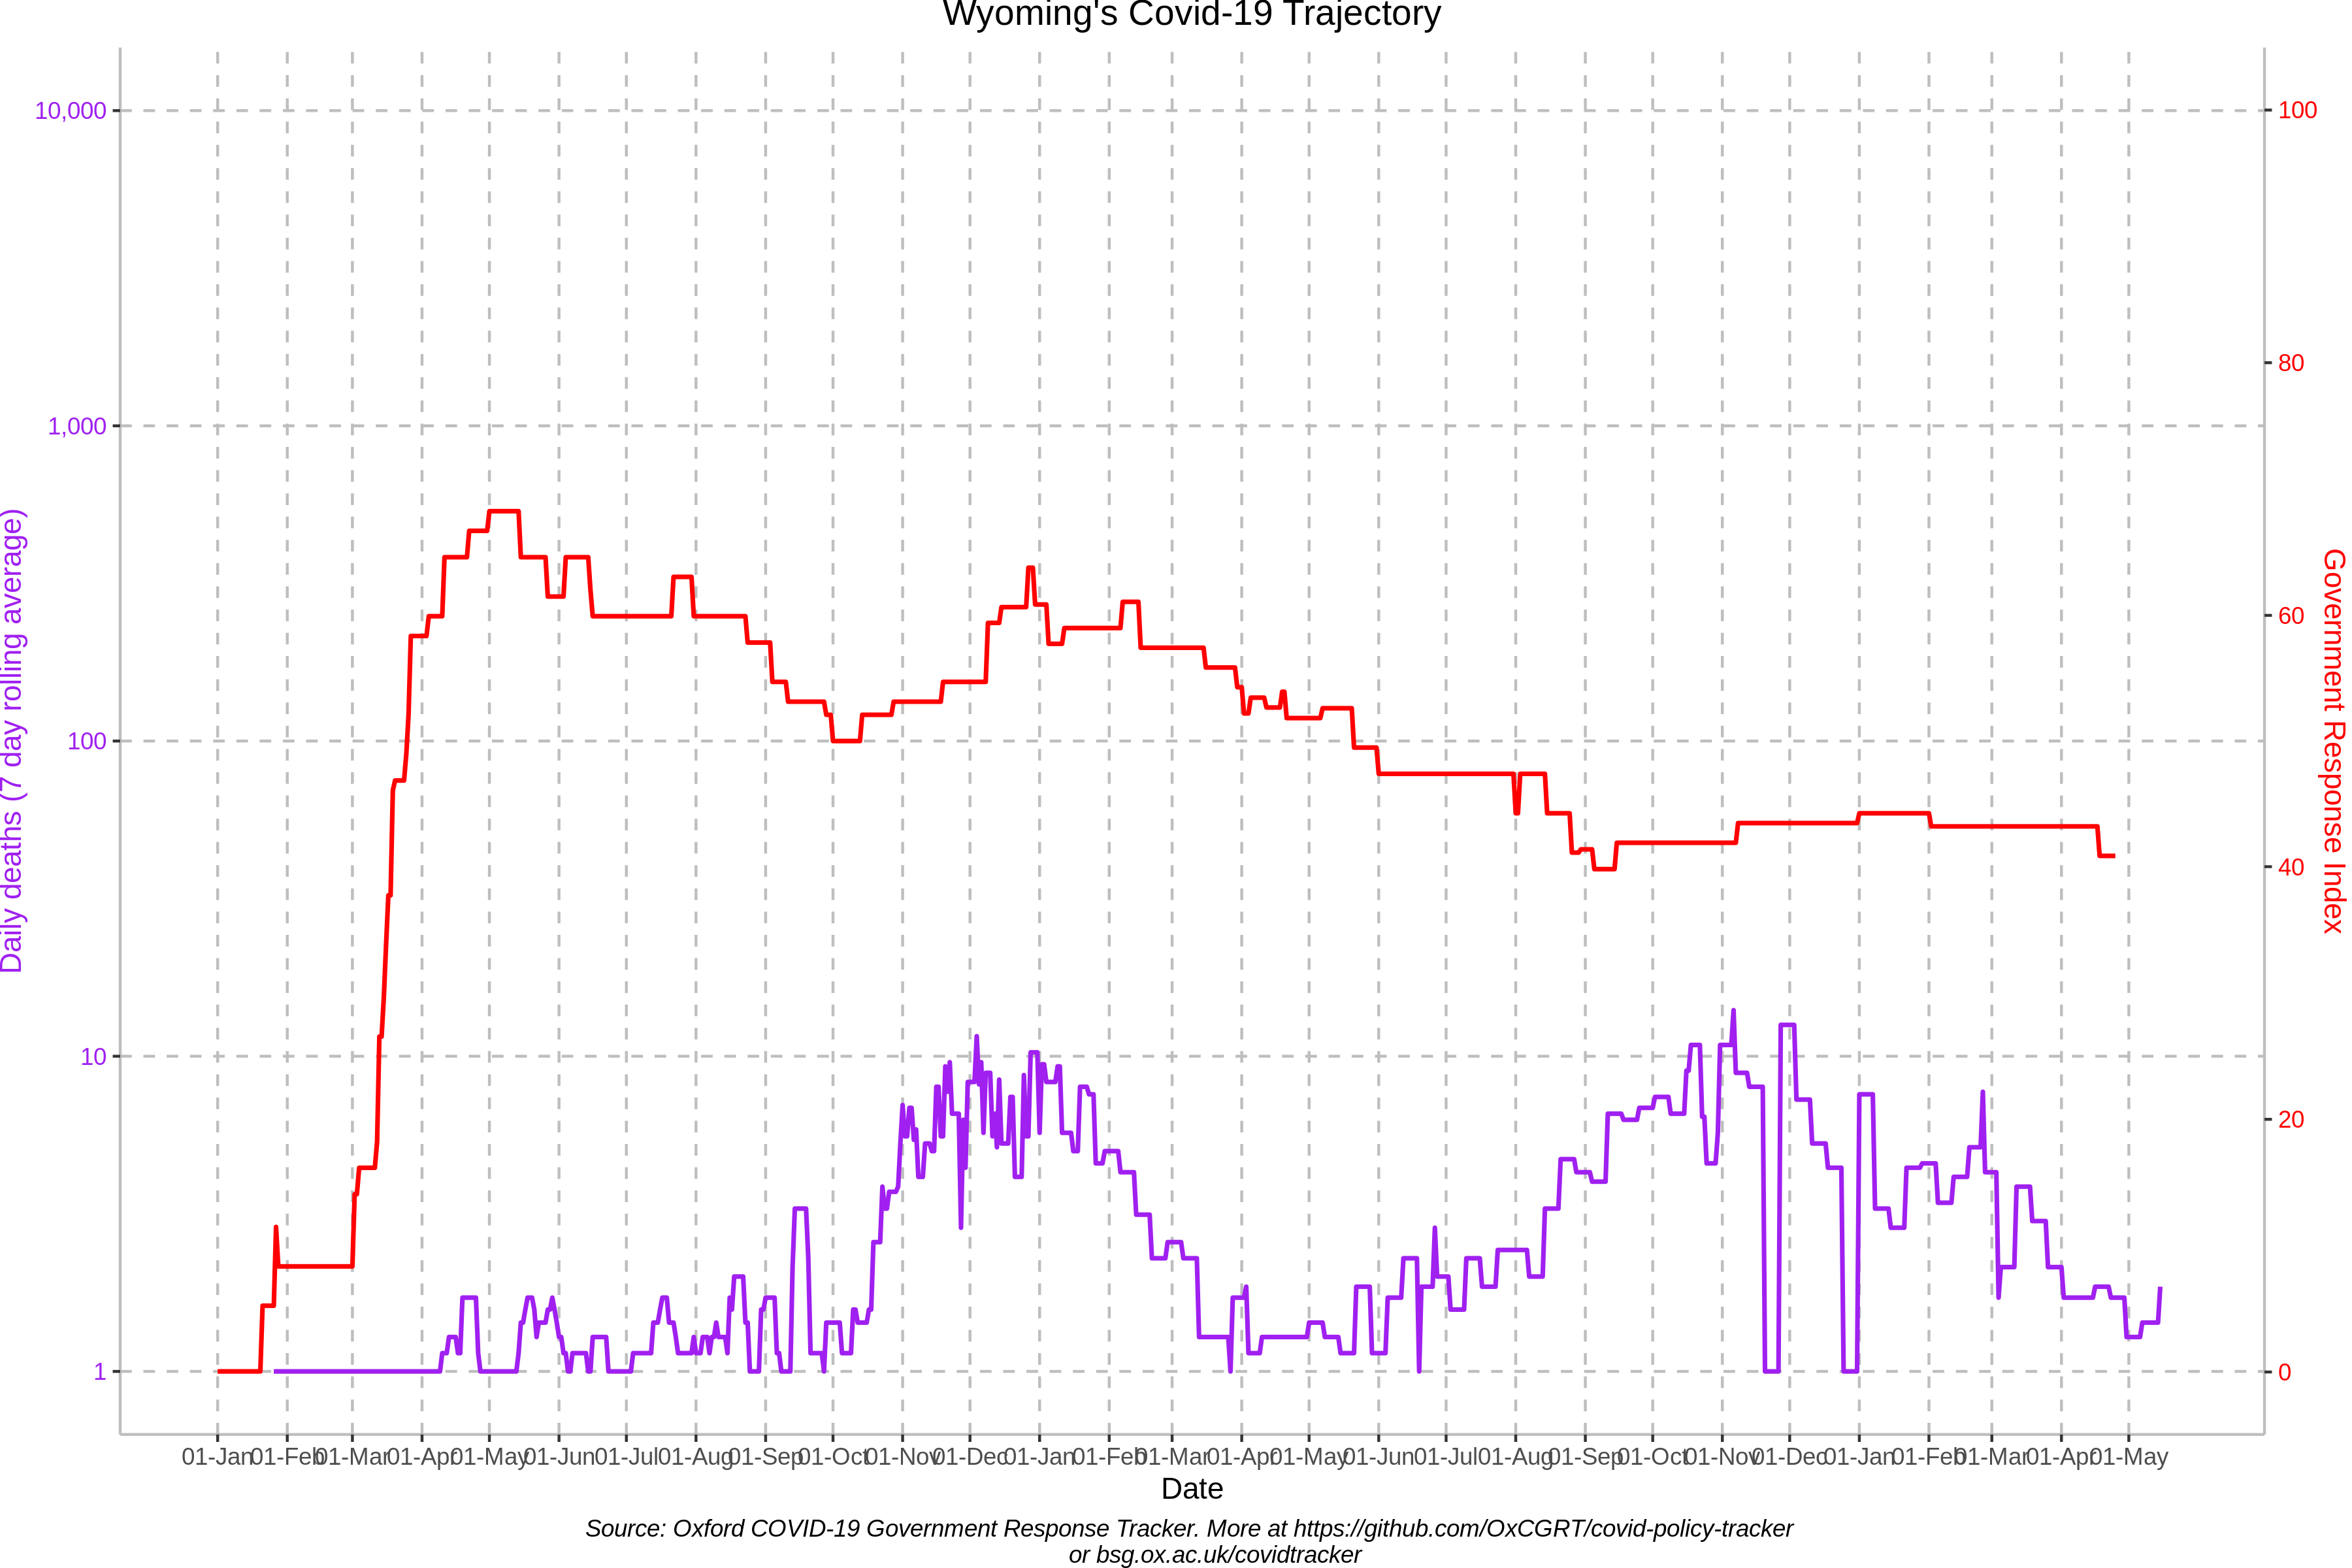 Wyoming's Covid-19 Trajectory
10,000
1,000
100
10
1
Daily deaths (7 day rolling average)
100
80
60
40
20
0
Government Response Index
01-Jan 01-Feb 01-Mar 01-Apr 01-May 01-Jun 01-Jul 01-Aug 01-Sep 01-Oct 01-Nov 01-Dec 01-Jan 01-Feb 01-Mar 01-Apr 01-May 01-Jun 01-Jul 01-Aug 01-Sep 01-Oct 01-Nov 01-Dec 01-Jan 01-Feb 01-Mar 01-Apr 01-May
Date
Source: Oxford COVID-19 Government Response Tracker. More at https://github.com/OxCGRT/covid-policy-tracker
or bsg.ox.ac.uk/covidtracker